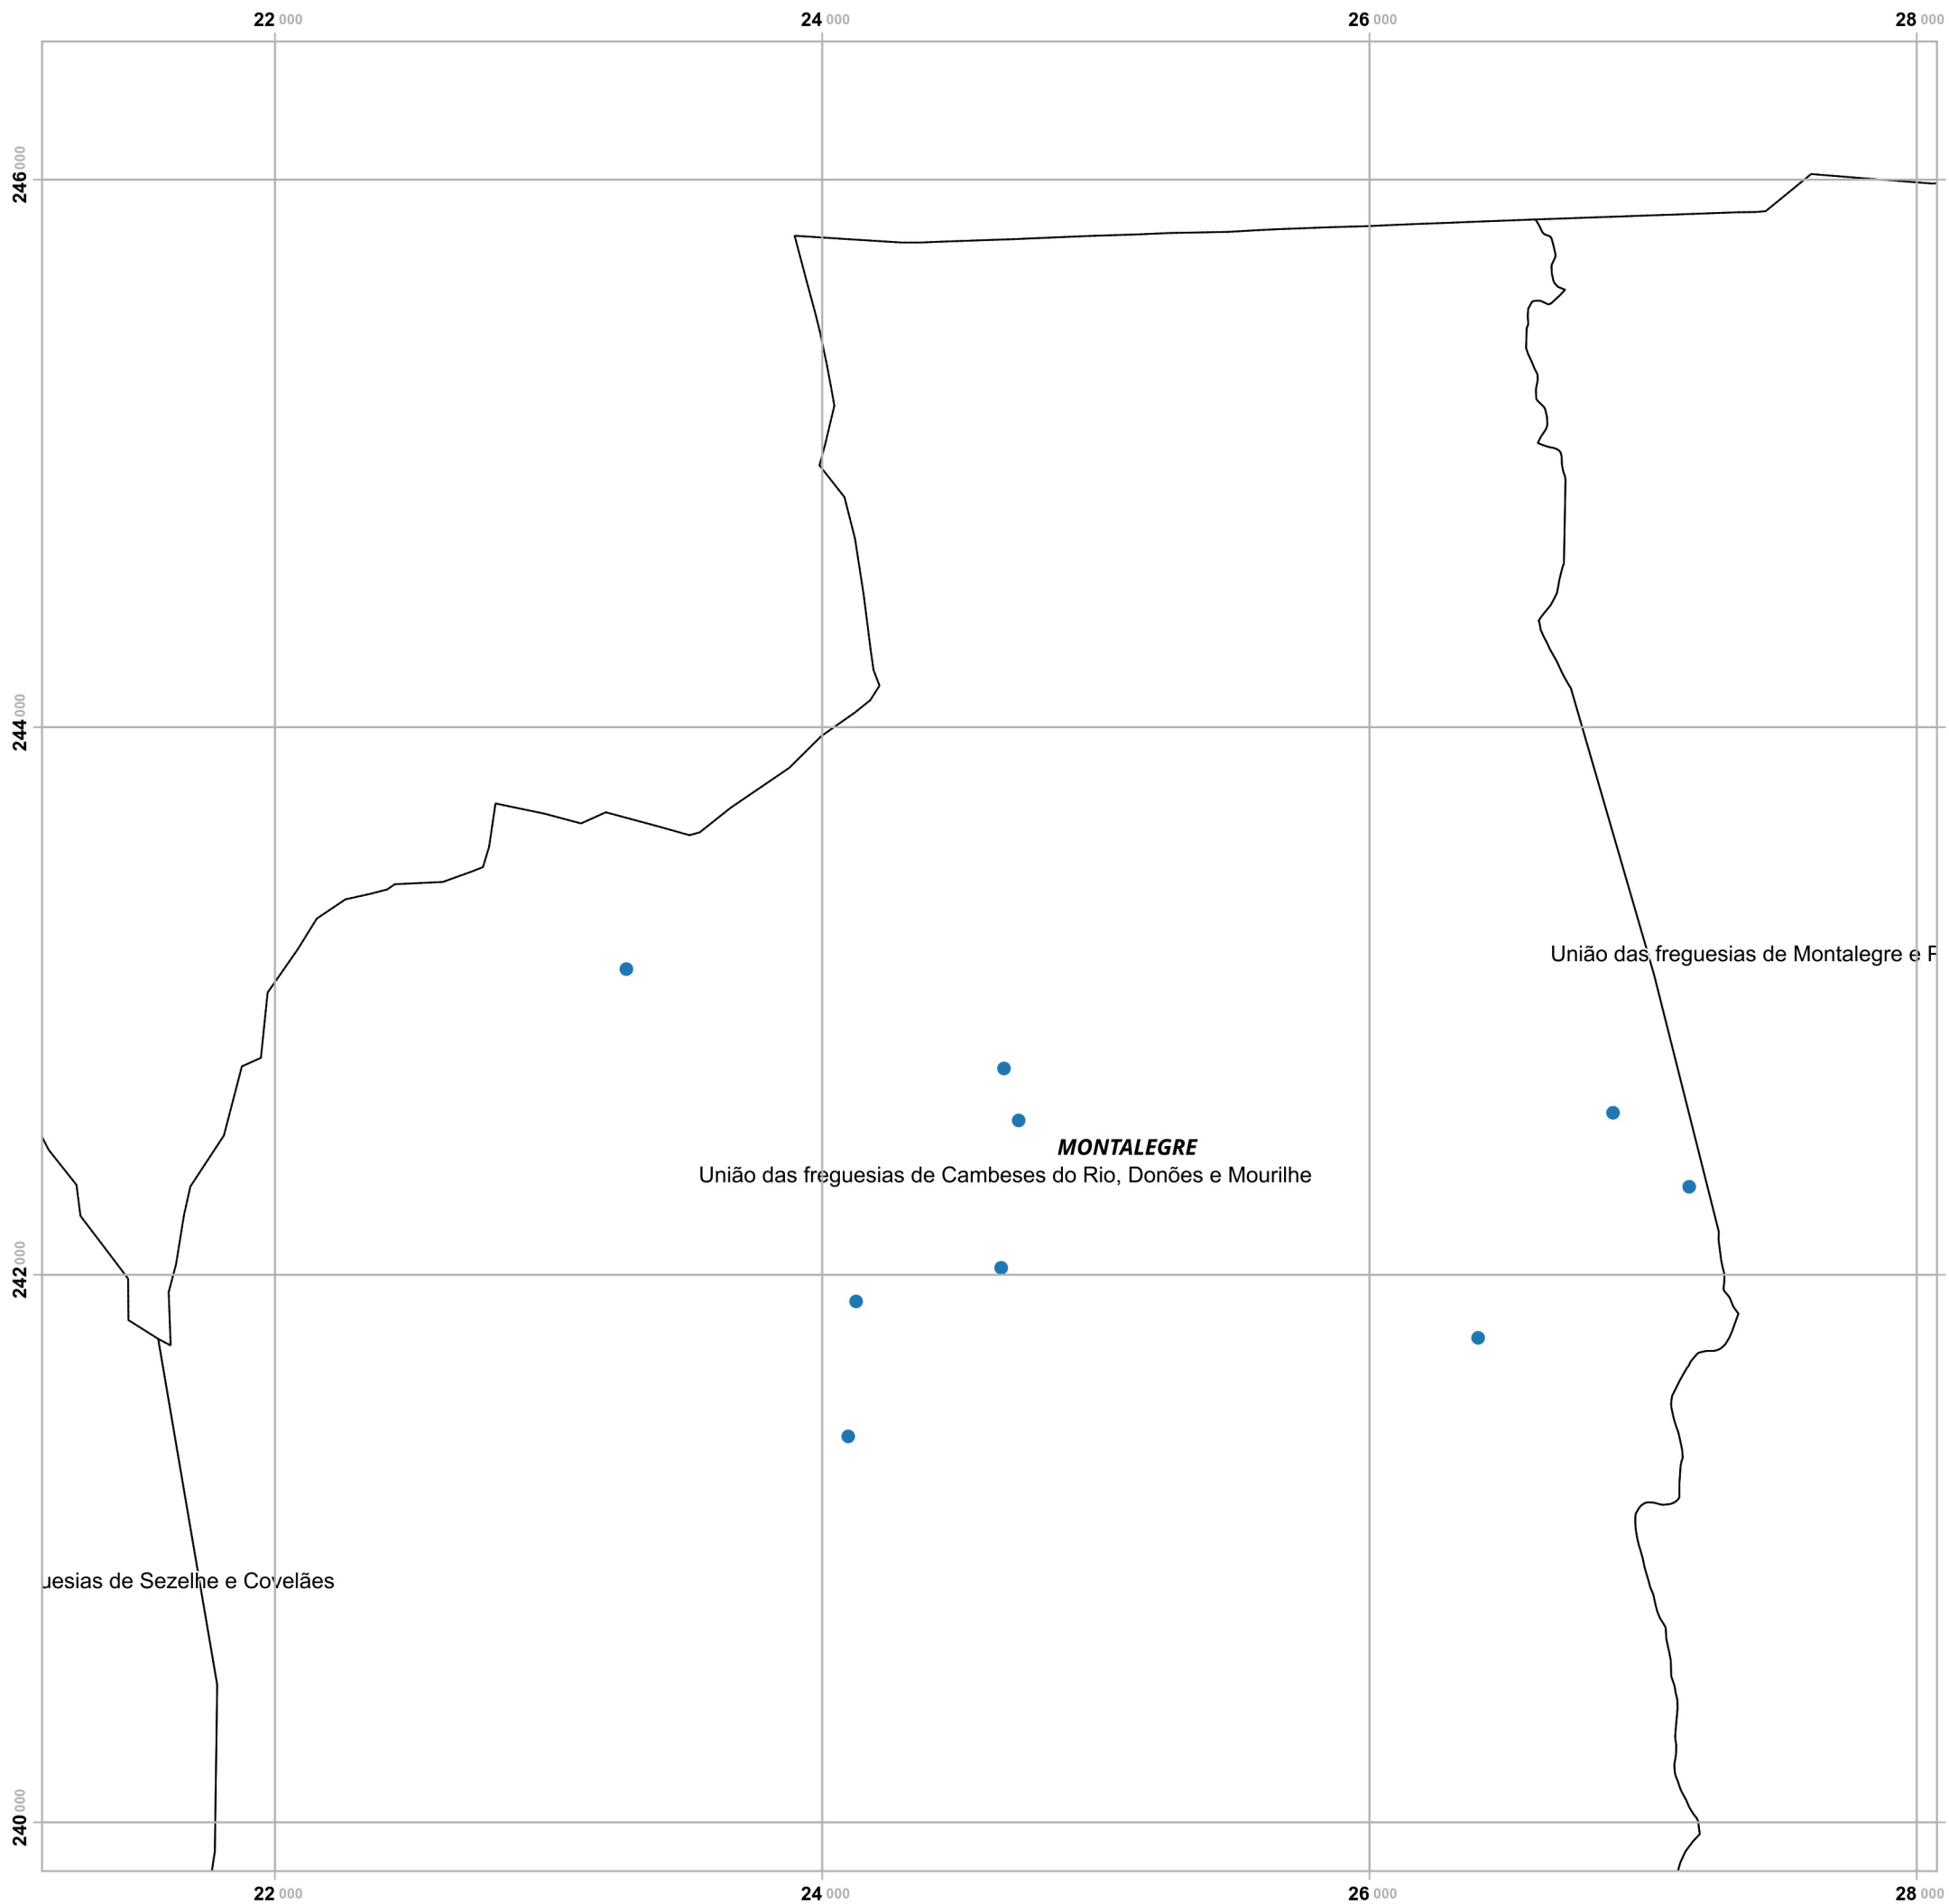 22 000 24 000 26 000 28 000
246 000
244 000
União das freguesias de Montalegre e
MONTALEGRE
União das freguesias de Cambeses do Rio, Donões e Mourilhe
242 000
uesias de Sezelhe e Covelães
240 000
22 000 24 000 26 000 28 000